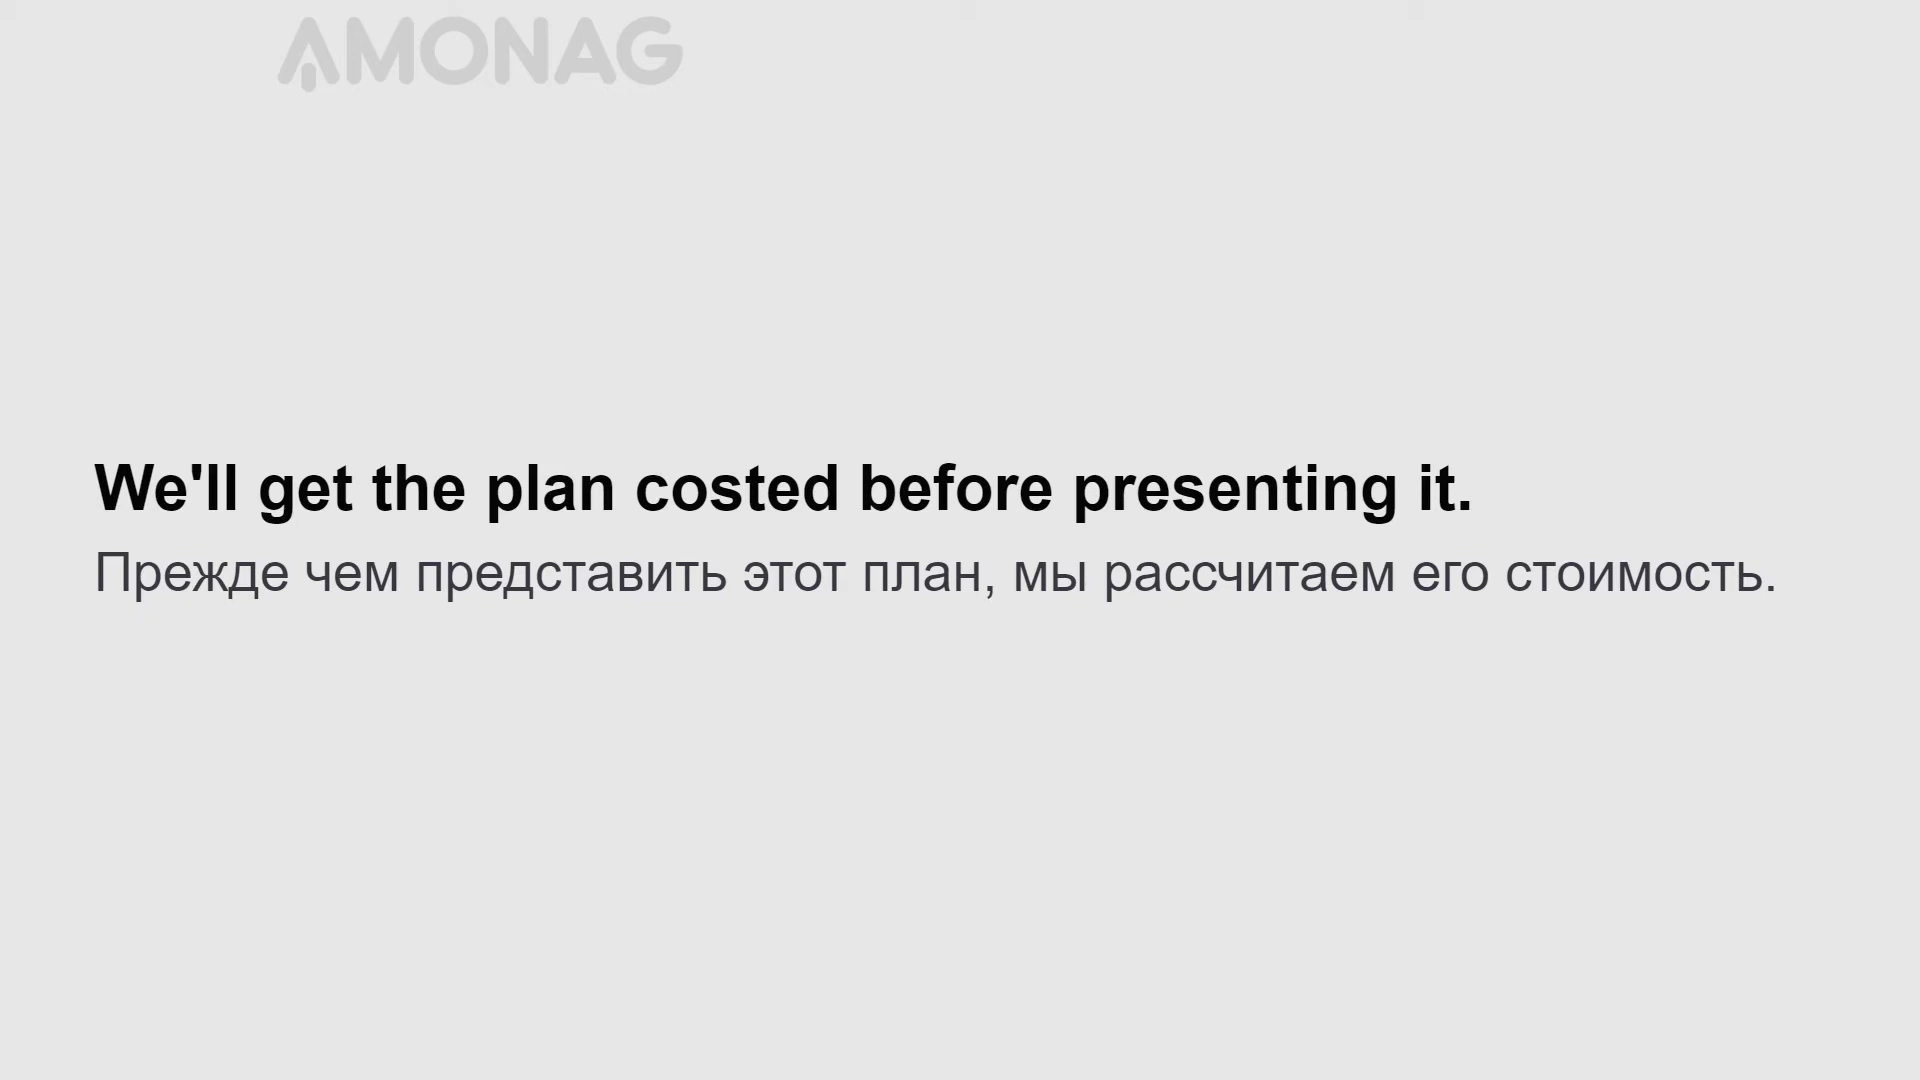 AMONAG
We'll get the plan costed before presenting it.
Прежде чем представить этот план, мы рассчитаем его стоимость.